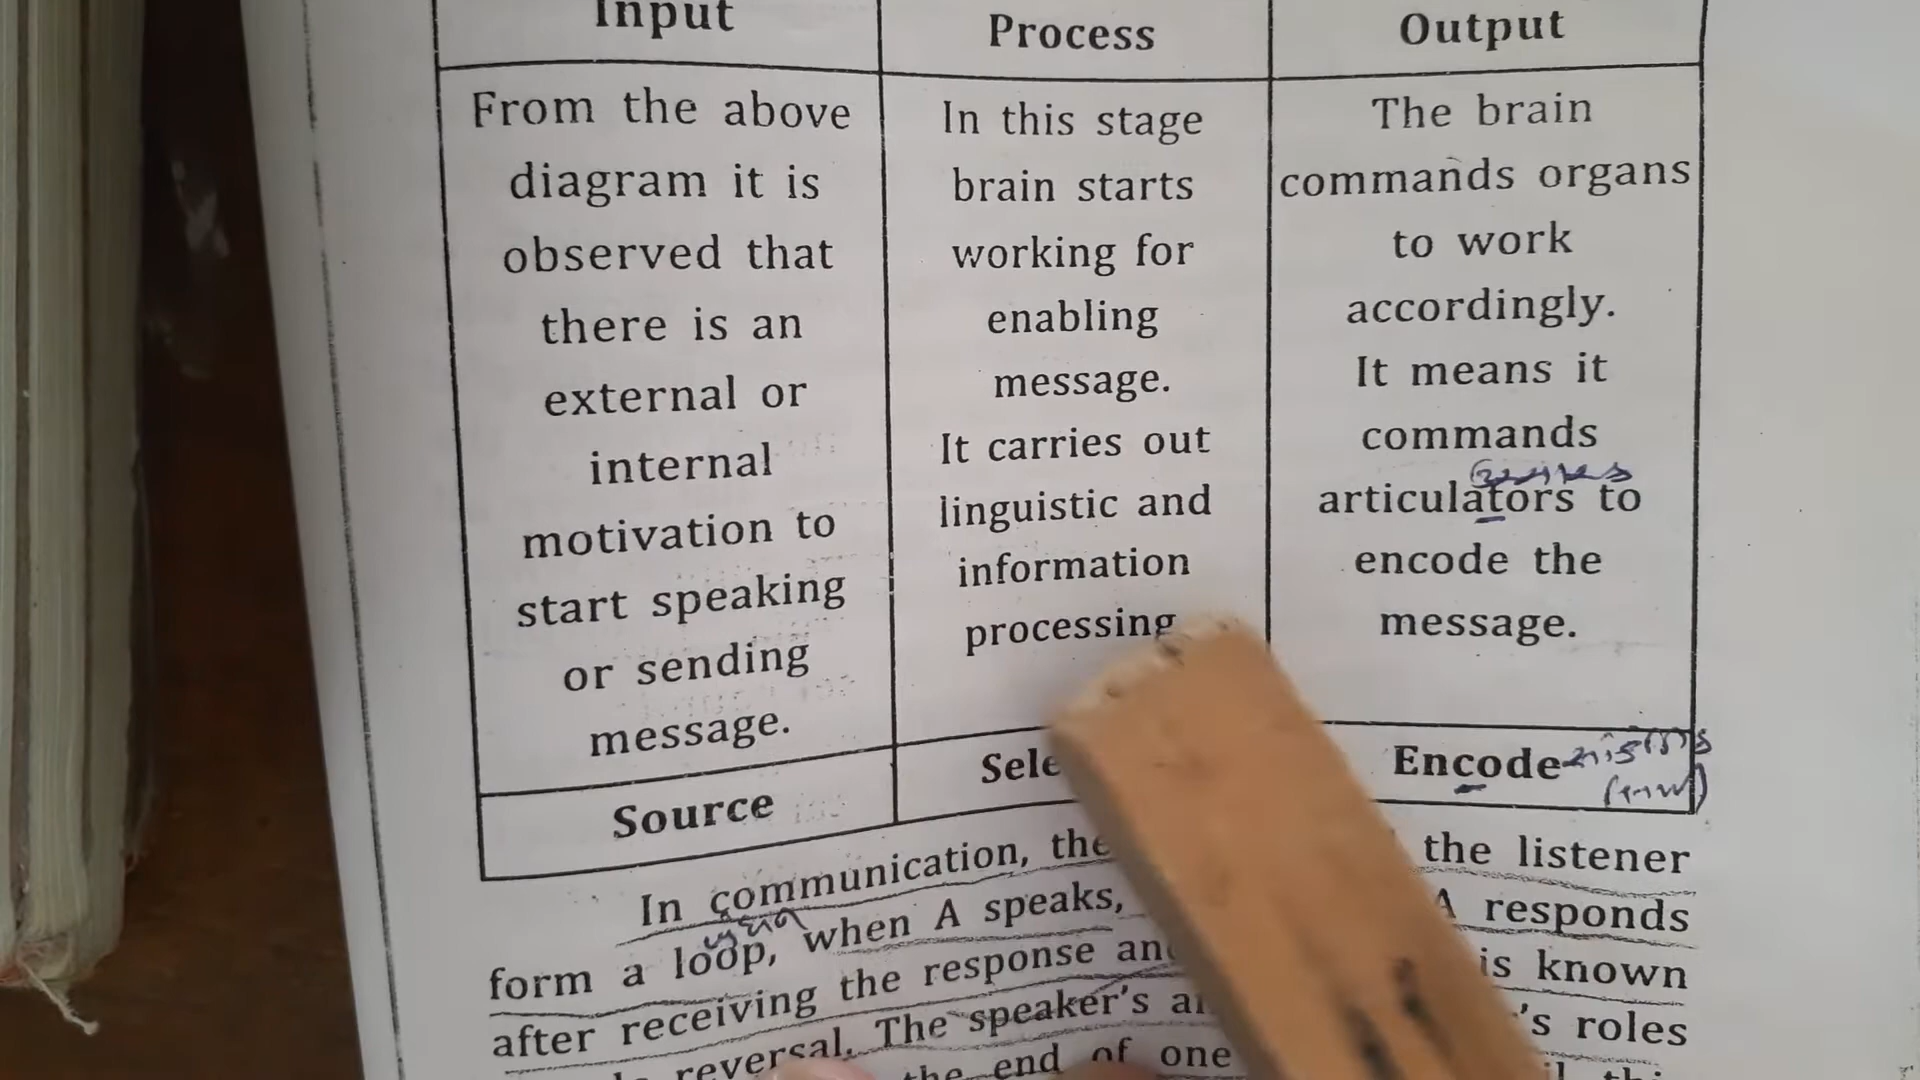 Input Process Output
From the above
diagram it is
observed that
there is an
external or
internal
motivation to
start speaking
or sending
message.
In this stage
brain starts
working for
enabling
message.
It carries out
linguistic and
information
processing
The brain
commands organs
to work
accordingly.
It means it
commands
articulators to
encode the
message.
Source Encode
In communication, the the listener
form a loop, when A speaks, A responds
after receiving the response is known
reversal. The speaker's 's roles
the end of one